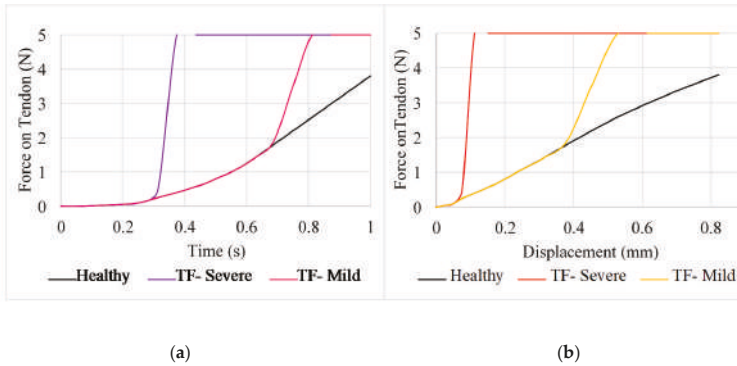 5
4
3
2
1
0
Force on Tendon (N)
0 0.2 0.4 0.6 0.8 1
Time (s)
Healthy TF- Severe TF- Mild
5
4
3
2
1
0
Force onTendon (N)
0 0.2 0.4 0.6 0.8
Displacement (mm)
Healthy TF- Severe TF- Mild
(a) (b)